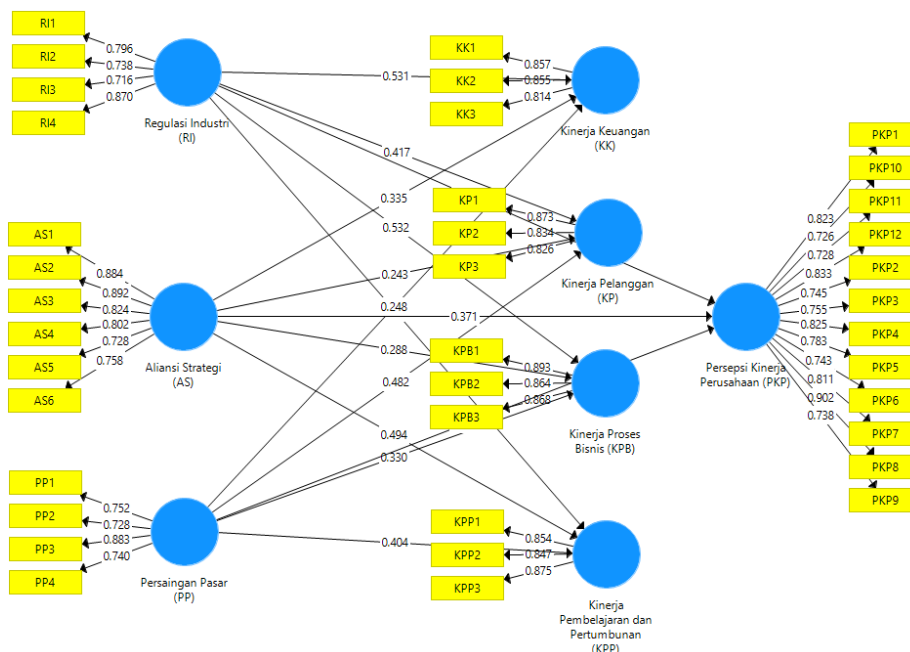 RI1
RI2
RI3
RI4
0.796
0.738
0.716
0.870
Regulasi Industri
(RI)
AS1
AS2
AS3
AS4
AS5
AS6
0.884
0.892
0.824
0.802
0.728
0.758
Aliansi Strategi
(AS)
PP1
PP2
PP3
PP4
0.752
0.728
0.883
0.740
Persaingan Pasar
(PP)
0.531
0.417
0.335
0.532
0.243
0.248
0.371
0.288
0.482
0.494
0.330
0.404
KK1
KK2
KK3
0.857
0.855
0.814
Kinerja Keuangan
(KK)
KP1
KP2
KP3
0.873
0.834
0.826
Kinerja Pelanggan
(KP)
KPB1
KPB2
KPB3
0.893
0.864
0.868
Kinerja Proses
Bisnis (KPB)
KPP1
KPP2
KPP3
0.854
0.847
0.875
Kinerja
Pembelajaran dan
Pertumbunan
(KPP)
Persepsi Kinerja
Perusahaan (PKP)
0.823
0.726
0.728
0.833
0.745
0.755
0.825
0.783
0.743
0.811
0.902
0.738
PKP1
PKP10
PKP11
PKP12
PKP2
PKP3
PKP4
PKP5
PKP6
PKP7
PKP8
PKP9